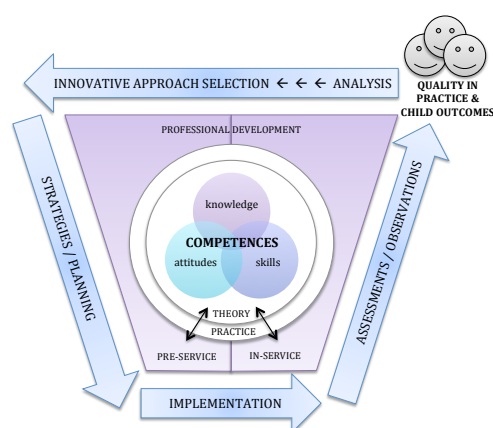 INNOVATIVE APPROACH SELECTION ← ← ← ANALYSIS
QUALITY IN
PRACTICE &
CHILD OUTCOMES
PROFESSIONAL DEVELOPMENT
STRATEGIES / PLANNING
knowledge
COMPETENCES
attitudes
skills
THEORY
PRACTICE
PRE-SERVICE
IN-SERVICE
ASSESSMENTS / OBSERVATIONS
IMPLEMENTATION